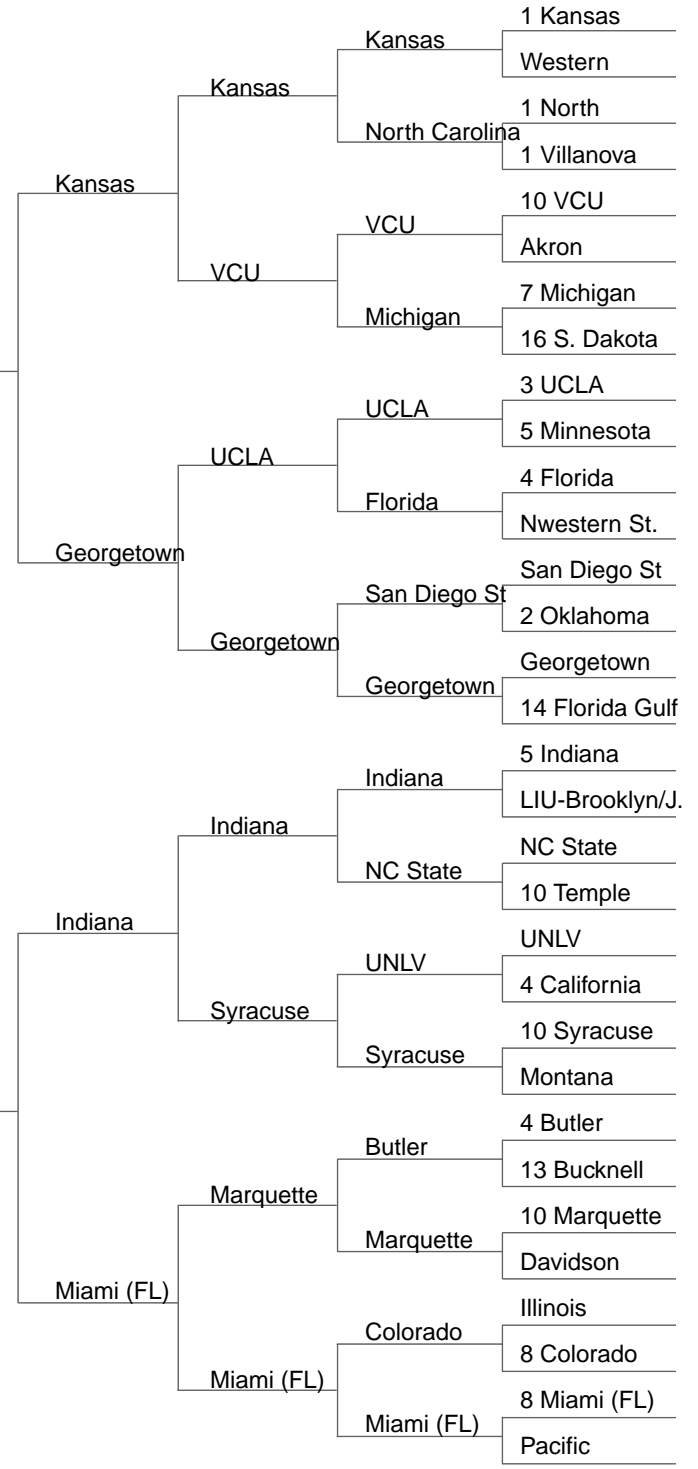 1 Kansas
Kansas
Western
Kansas
1 North
North Carolina
1 Villanova
Kansas
10 VCU
VCU
Akron
VCU
7 Michigan
Michigan
16 S. Dakota
3 UCLA
UCLA
5 Minnesota
UCLA
4 Florida
Florida
Nwestern St.
Georgetown
San Diego St
San Diego St
2 Oklahoma
Georgetown
Georgetown
Georgetown
14 Florida Gulf
5 Indiana
Indiana
LIU-Brooklyn/J.
Indiana
NC State
NC State
10 Temple
Indiana
UNLV
UNLV
4 California
Syracuse
10 Syracuse
Syracuse
Montana
4 Butler
Butler
13 Bucknell
Marquette
10 Marquette
Marquette
Davidson
Miami (FL)
Illinois
Colorado
8 Colorado
Miami (FL)
8 Miami (FL)
Miami (FL)
Pacific